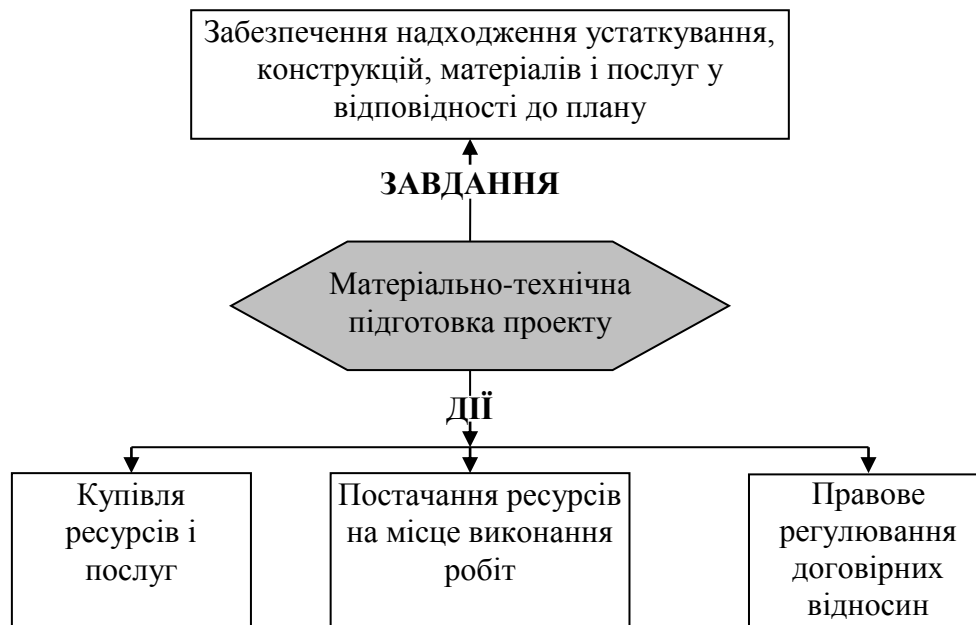 Забезпечення надходження устаткування,
конструкцій, матеріалів і послуг у
відповідності до плану
ЗАВДАННЯ
Матеріально-технічна
підготовка проекту
ДІЇ
Купівля
ресурсів і
послуг
Постачання ресурсів
на місце виконання
робіт
Правове
регулювання
договірних
відносин